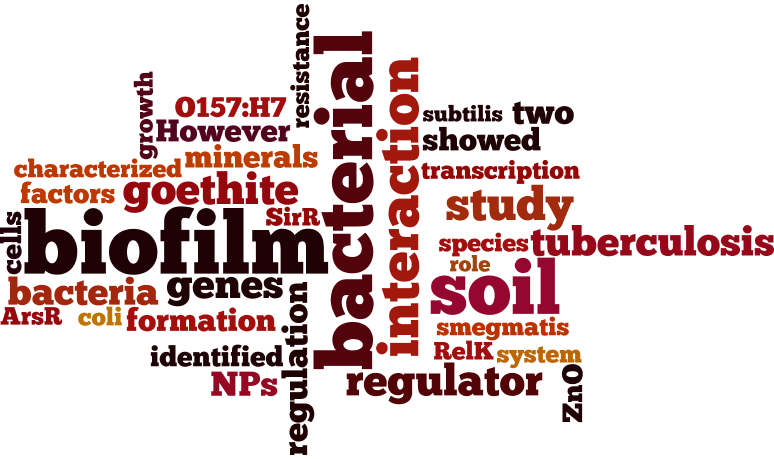 resistance
bacterial
interaction
growth
O157:H7
However
subtilis
two
showed
minerals
characterized
transcription
factors
goethite
study
SirR
cells
biofilm
species
tuberculosis
role
soil
bacteria
genes
ArsR
coli
formation
regulation
smegmatis
identified
RelK
system
NPs
regulator
ZnO